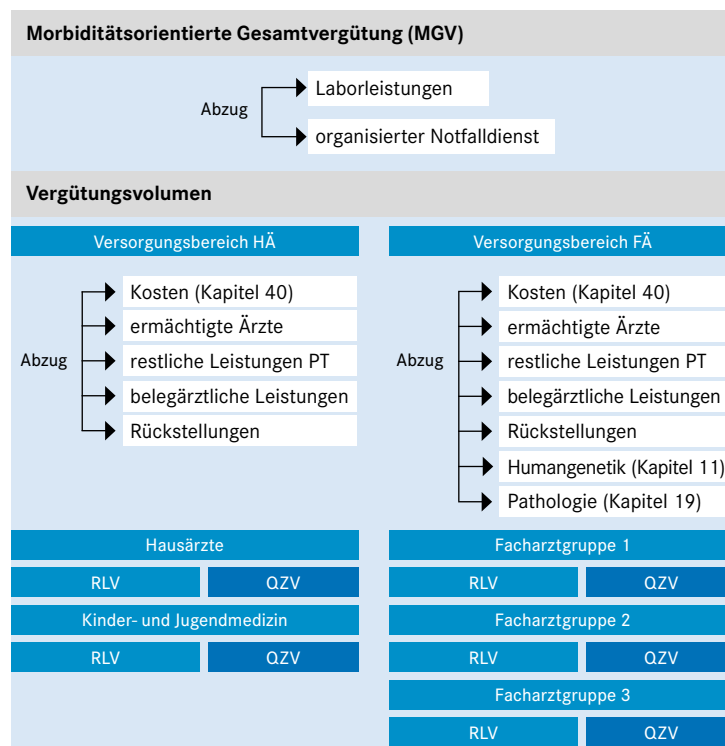 Morbiditätsorientierte Gesamtvergütung (MGV)
Abzug
Laborleistungen
organisierter Notfalldienst
Vergütungsvolumen
Versorgungsbereich HÄ
Abzug
Kosten (Kapitel 40)
ermächtigte Ärzte
restliche Leistungen PT
belegärztliche Leistungen
Rückstellungen
Hausärzte
RLV
QZV
Kinder- und Jugendmedizin
RLV
QZV
Versorgungsbereich FÄ
Abzug
Kosten (Kapitel 40)
ermächtigte Ärzte
restliche Leistungen PT
belegärztliche Leistungen
Rückstellungen
Humangenetik (Kapitel 11)
Pathologie (Kapitel 19)
Facharztgruppe 1
RLV
QZV
Facharztgruppe 2
RLV
QZV
Facharztgruppe 3
RLV
QZV